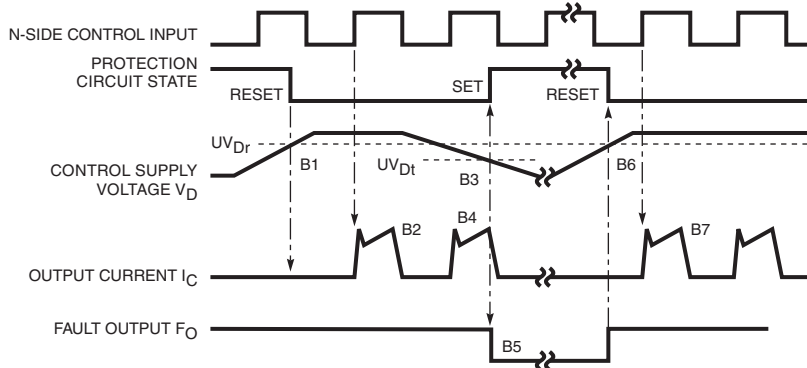 N-SIDE CONTROL INPUT
PROTECTION
CIRCUIT STATE
RESET
SET
RESET
UVDr
B1
UVDt
B3
B6
CONTROL SUPPLY
VOLTAGE VD
B2
B4
B7
OUTPUT CURRENT IC
FAULT OUTPUT FO
B5